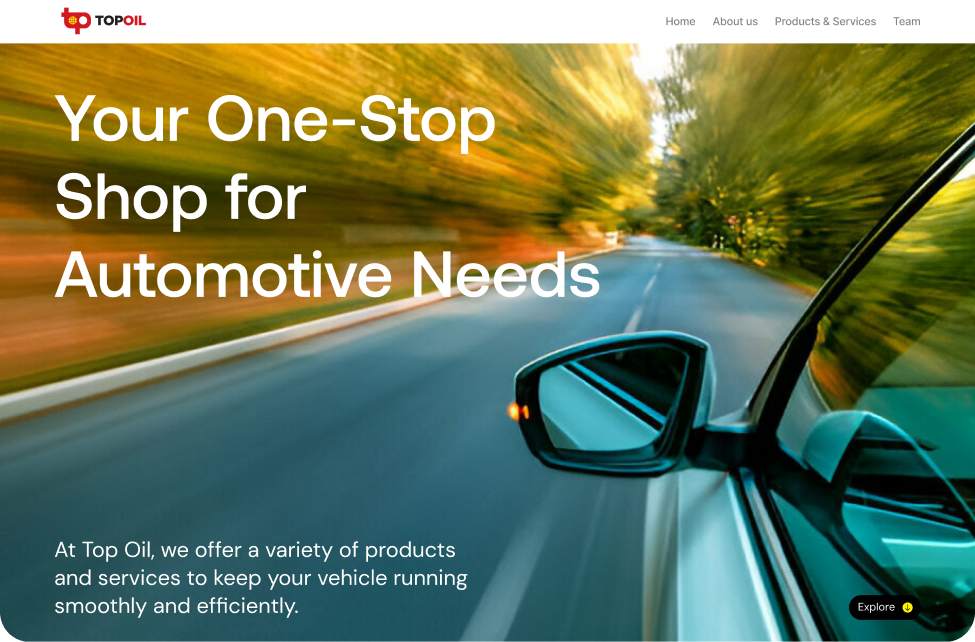 TOPOIL
Home About us Products & Services Team
Your One-Stop
Shop for
Automotive Needs
At Top Oil, we offer a variety of products
and services to keep your vehicle running
smoothly and efficiently.
Explore